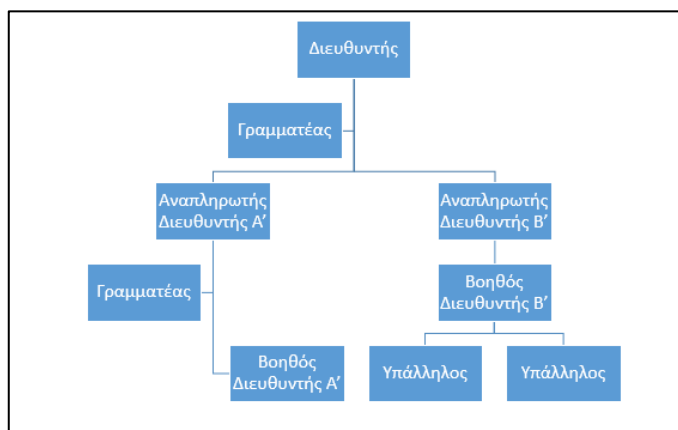 Διευθυντής
Γραμματέας
Αναπληρωτής
Διευθυντής Α’
Αναπληρωτής
Διευθυντής Β’
Γραμματέας
Βοηθός
Διευθυντής Β’
Βοηθός
Διευθυντής Α’
Υπάλληλος
Υπάλληλος